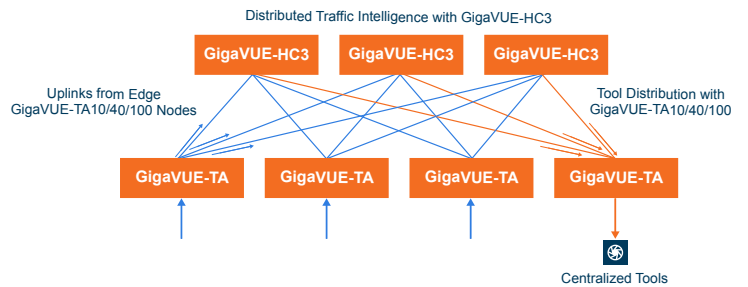 Distributed Traffic Intelligence with GigaVUE-HC3
GigaVUE-HC3
GigaVUE-HC3
GigaVUE-HC3
Uplinks from Edge
GigaVUE-TA10/40/100 Nodes
Tool Distribution with
GigaVUE-TA10/40/100
GigaVUE-TA
GigaVUE-TA
GigaVUE-TA
GigaVUE-TA
Centralized Tools